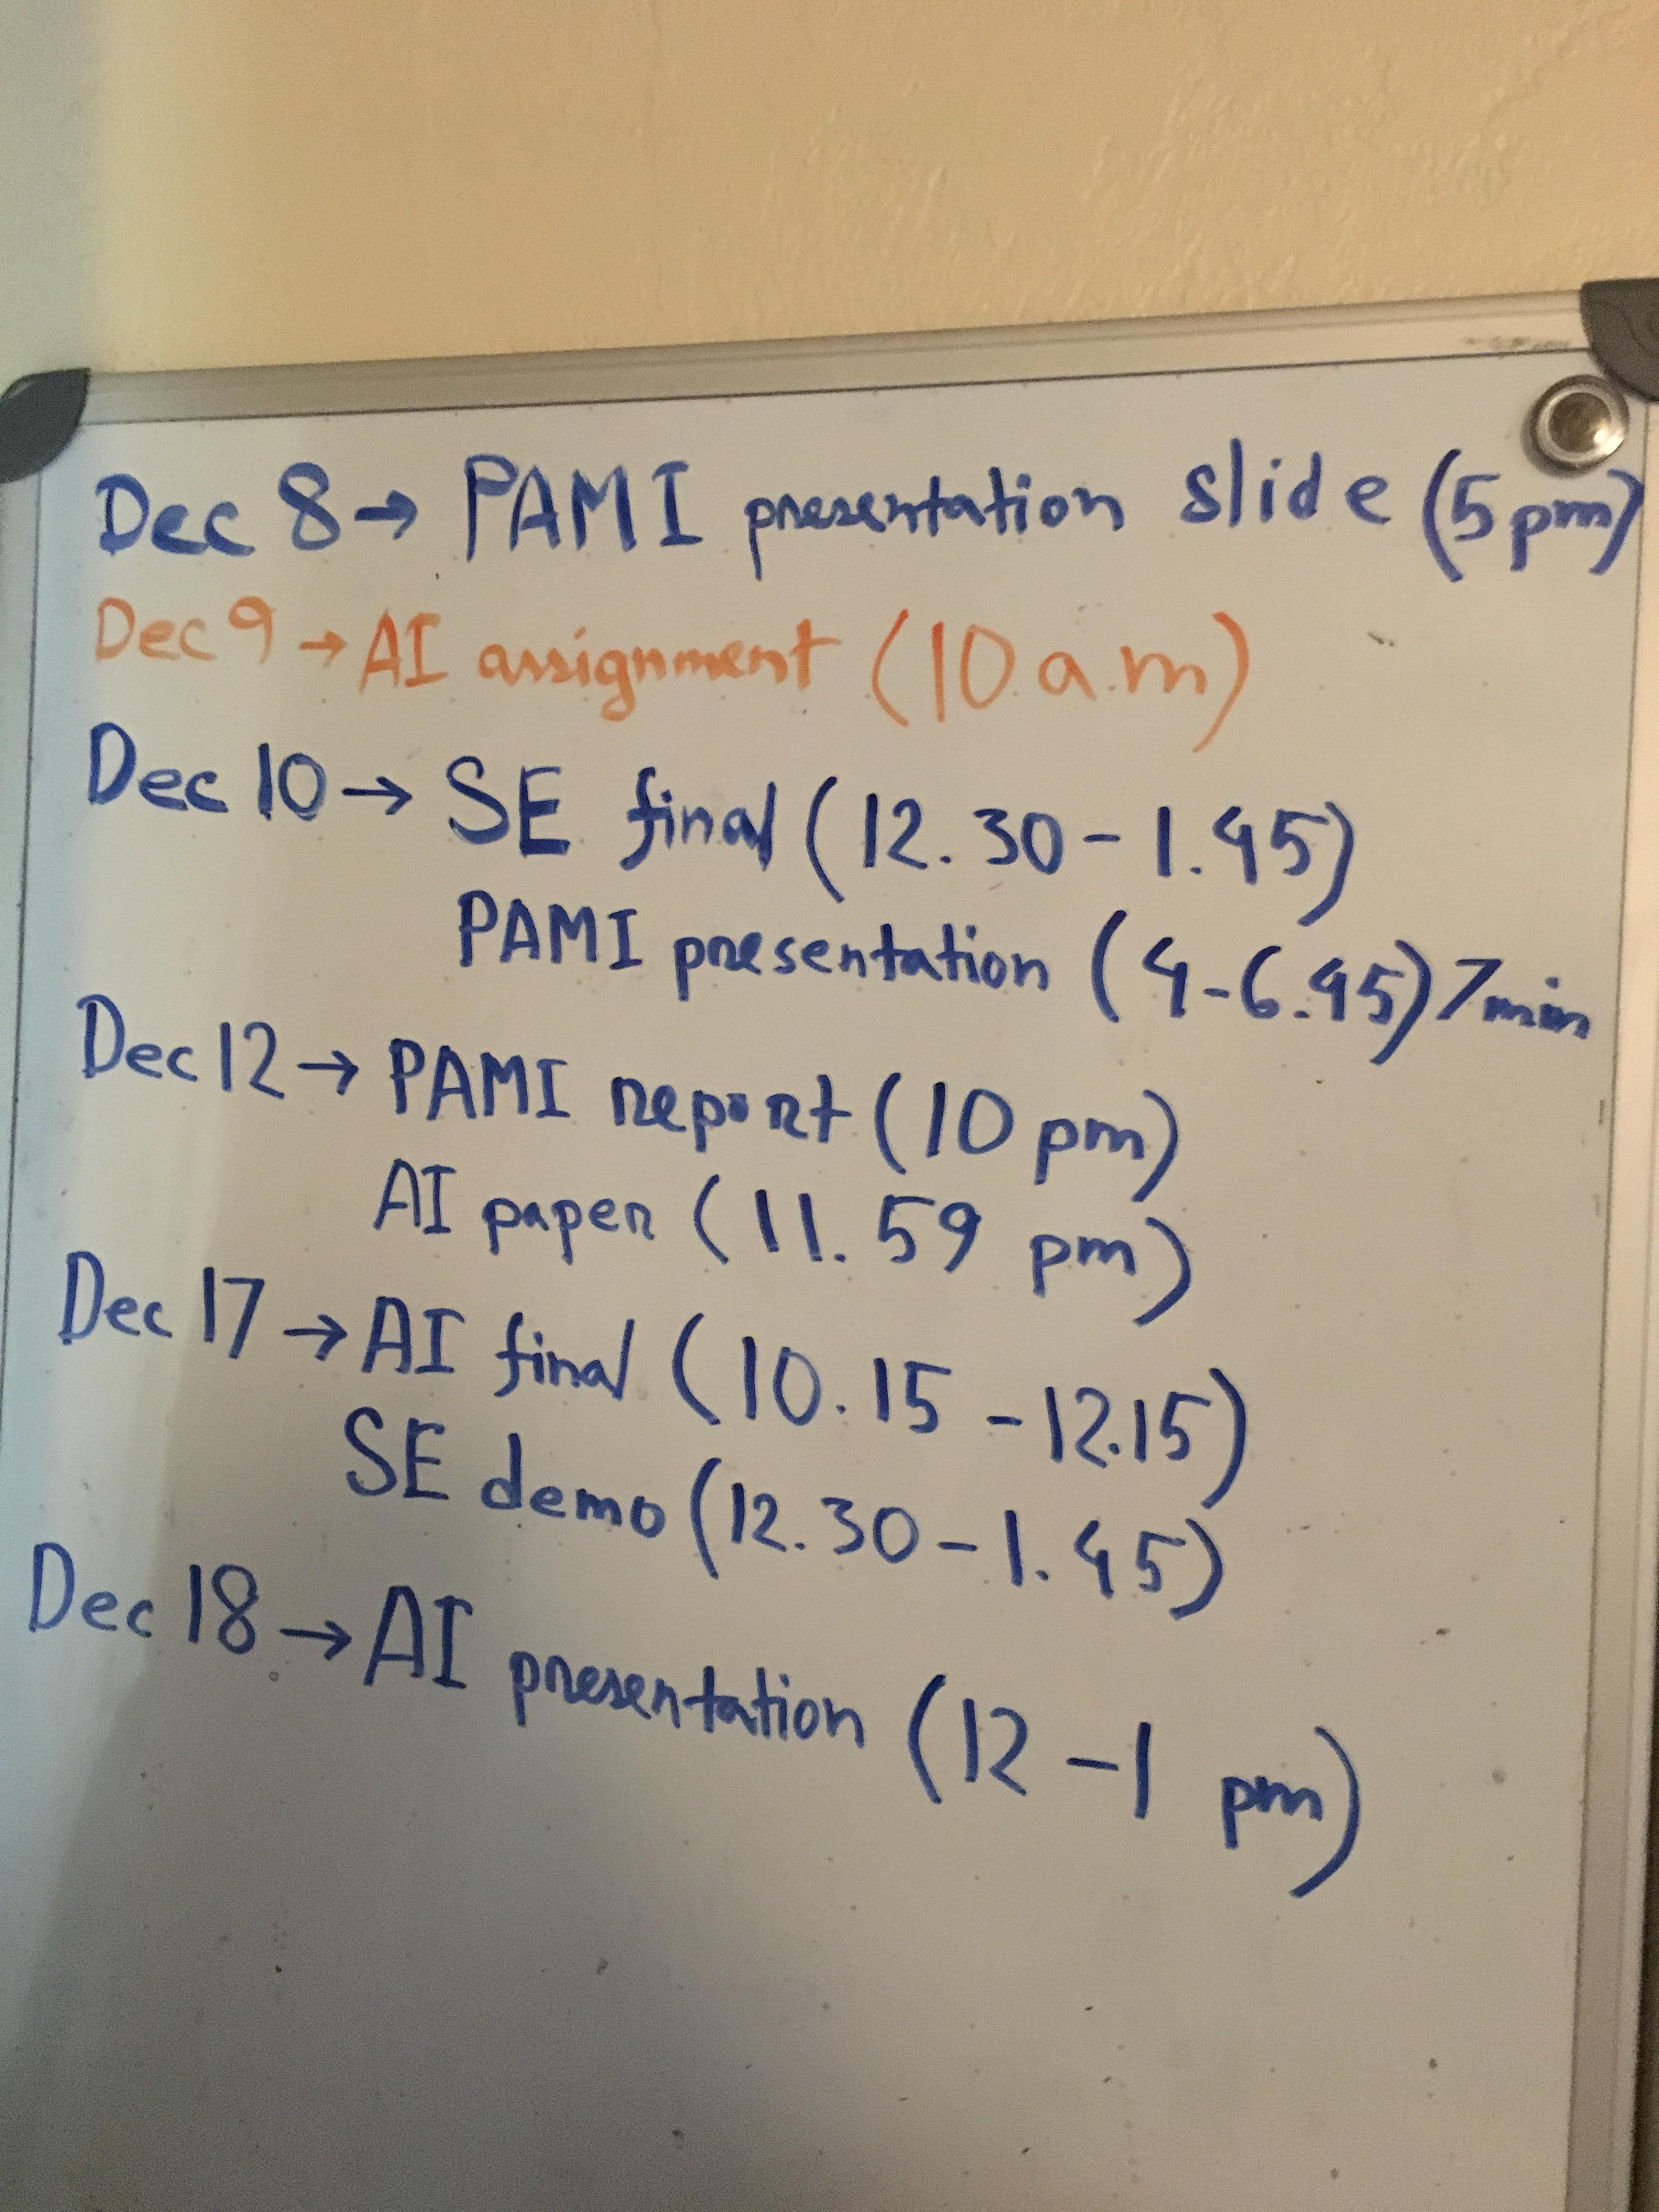 Dec 8 → PAMI presentation slide (5 pm)
Dec 9 → AI assignment (10 a.m)
Dec 10 → SE final (12.30 - 1.45)
PAMI presentation (4-6.45) 7 min
Dec 12 → PAMI report (10 pm)
AI paper (11.59 pm)
Dec 17 → AI final (10.15 - 12.15)
SE demo (12.30 - 1.45)
Dec 18 → AI presentation (12 - 1 pm)